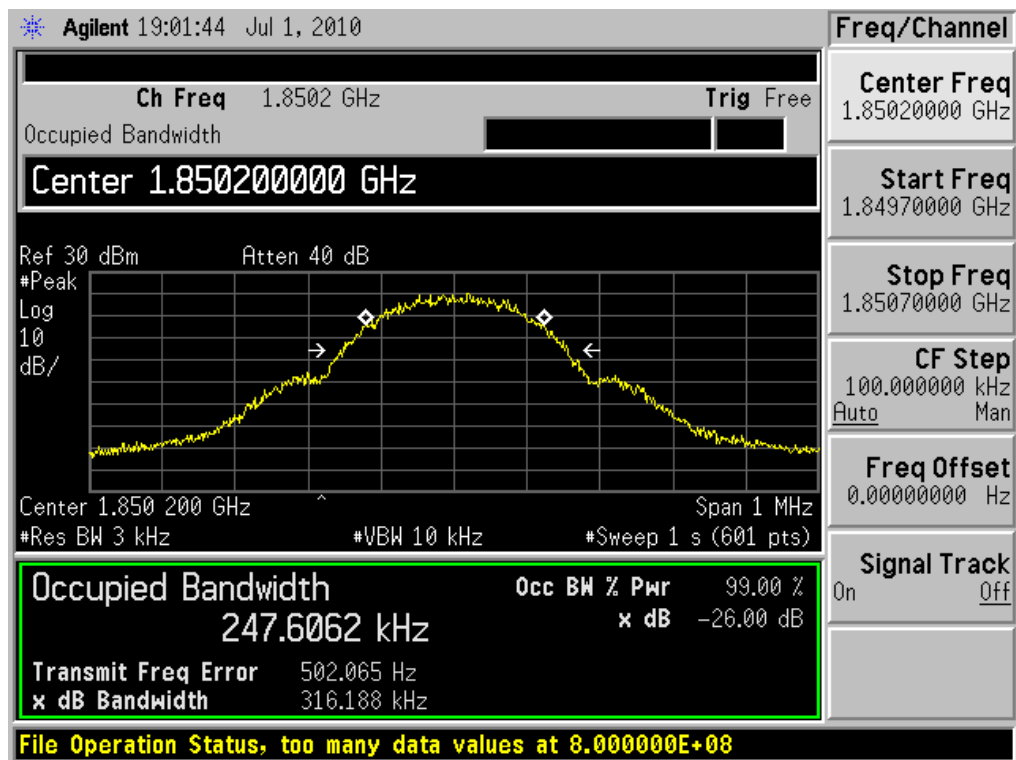 Agilent 19:01:44 Jul 1, 2010
Freq/Channel
Ch Freq 1.8502 GHz Trig Free
Occupied Bandwidth
Center 1.850200000 GHz
Ref 30 dBm Atten 40 dB
#Peak
Log
10
dB/
Center 1.850 200 GHz Span 1 MHz
#Res BW 3 kHz #VBW 10 kHz #Sweep 1 s (601 pts)
Occupied Bandwidth
247.6062 kHz
Occ BW % Pwr 99.00 %
x dB -26.00 dB
Transmit Freq Error 502.065 Hz
x dB Bandwidth 316.188 kHz
Center Freq
1.85020000 GHz
Start Freq
1.84970000 GHz
Stop Freq
1.85070000 GHz
CF Step
100.000000 kHz
Auto Man
Freq Offset
0.00000000 Hz
Signal Track
On Off
File Operation Status, too many data values at 8.000000E+08